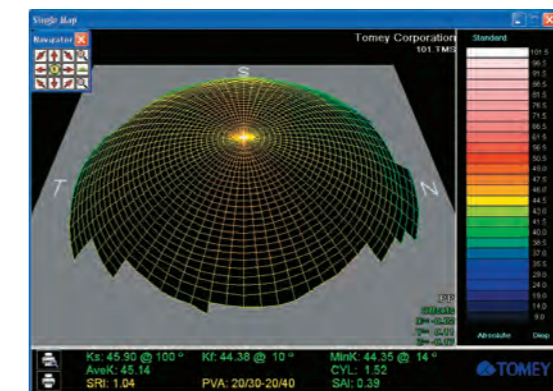 Single Map
Navigator
Tomey Corporation
101.TMS
Standard
S
T
N
101.5
96.5
91.5
86.5
81.5
76.5
71.5
66.5
61.5
56.5
50.5
49.0
47.5
46.0
44.5
43.0
41.5
40.0
38.5
37.0
35.5
34.0
29.0
24.0
19.0
14.0
9.0
Absolute Diop
Ks: 45.90 @ 100 ° Kf: 44.38 @ 10 ° MinK: 44.35 @ 14 °
AveK: 45.14 CYL: 1.52
SRI: 1.04 PVA: 20/30-20/40 SAI: 0.39
TOMEY